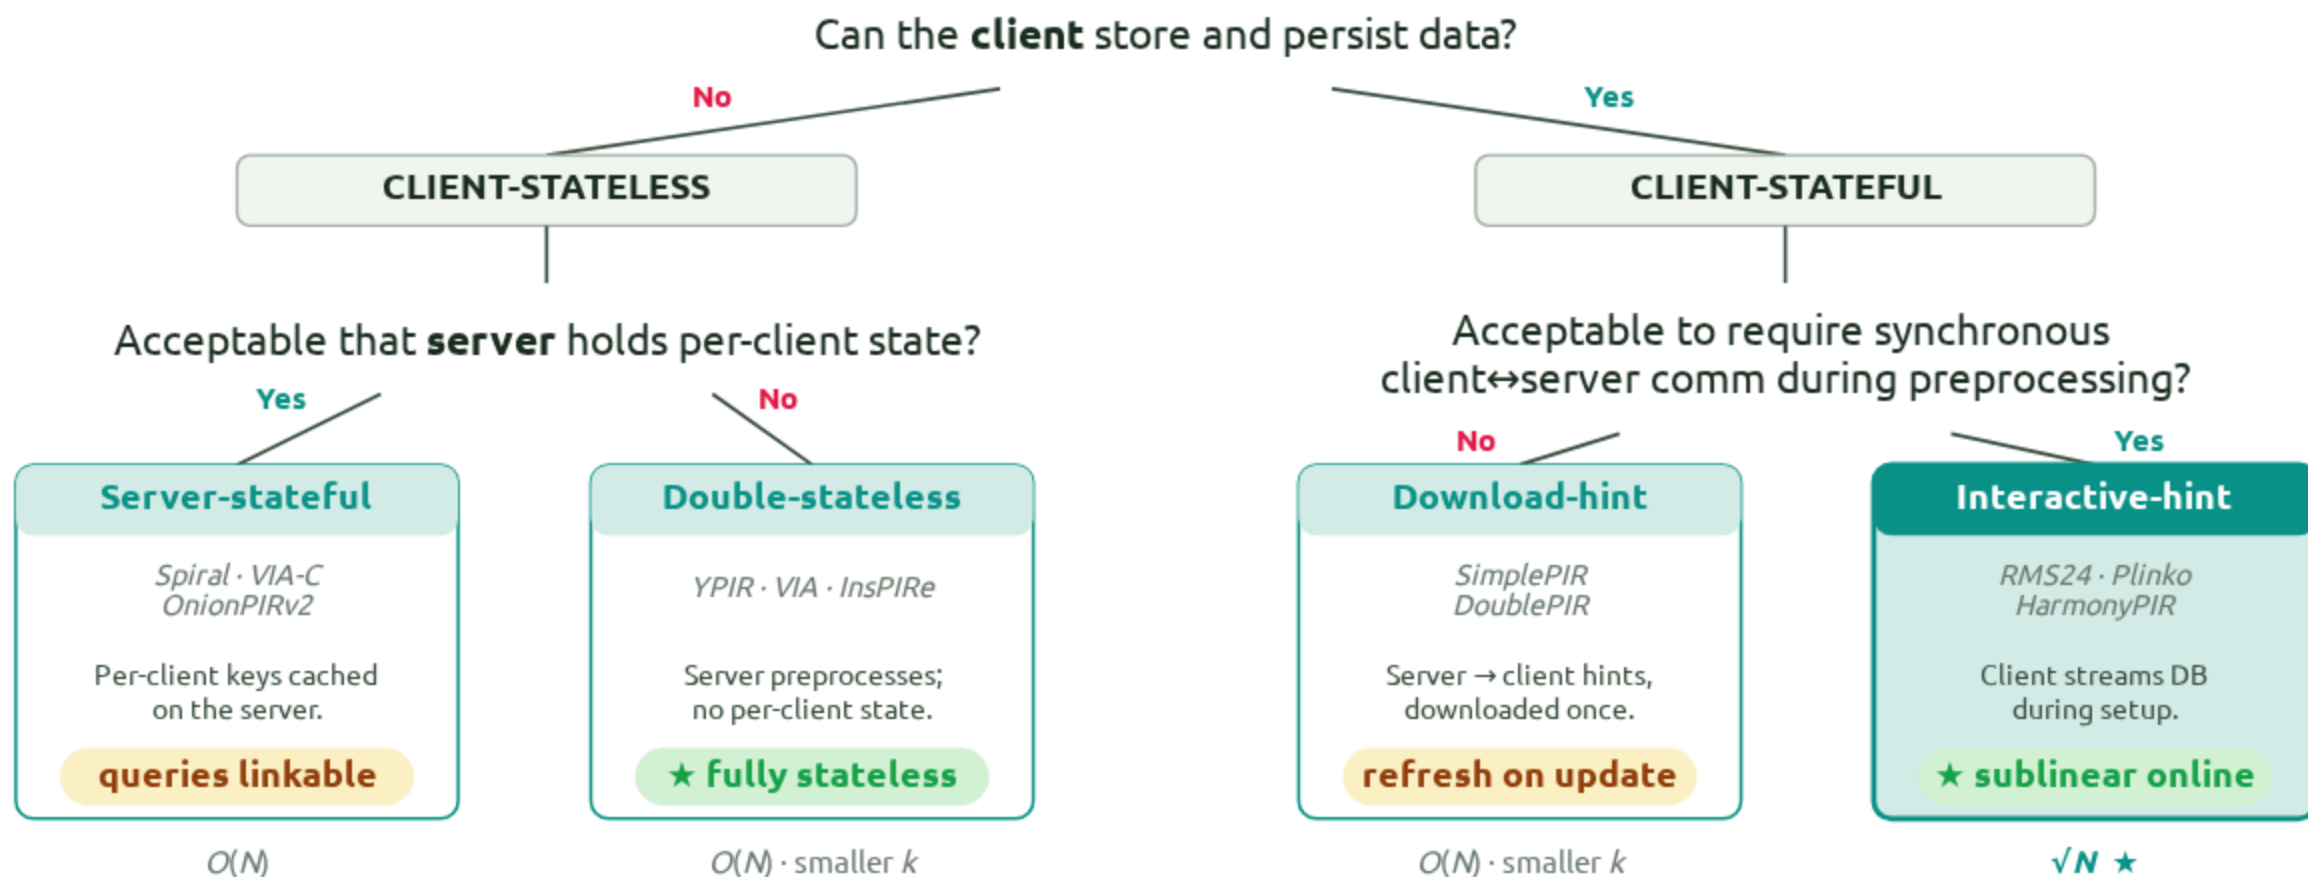 Can the client store and persist data?
No
Yes
CLIENT-STATELESS
CLIENT-STATEFUL
Acceptable that server holds per-client state?
Acceptable to require synchronous
client↔server comm during preprocessing?
Yes
No
No
Yes
Server-stateful
Spiral · VIA-C
OnionPIRv2
Per-client keys cached
on the server.
queries linkable
O(N)
Double-stateless
YPIR · VIA · InsPIRe
Server preprocesses;
no per-client state.
★ fully stateless
O(N) · smaller k
Download-hint
SimplePIR
DoublePIR
Server → client hints,
downloaded once.
refresh on update
O(N) · smaller k
Interactive-hint
RMS24 · Plinko
HarmonyPIR
Client streams DB
during setup.
★ sublinear online
√N ★